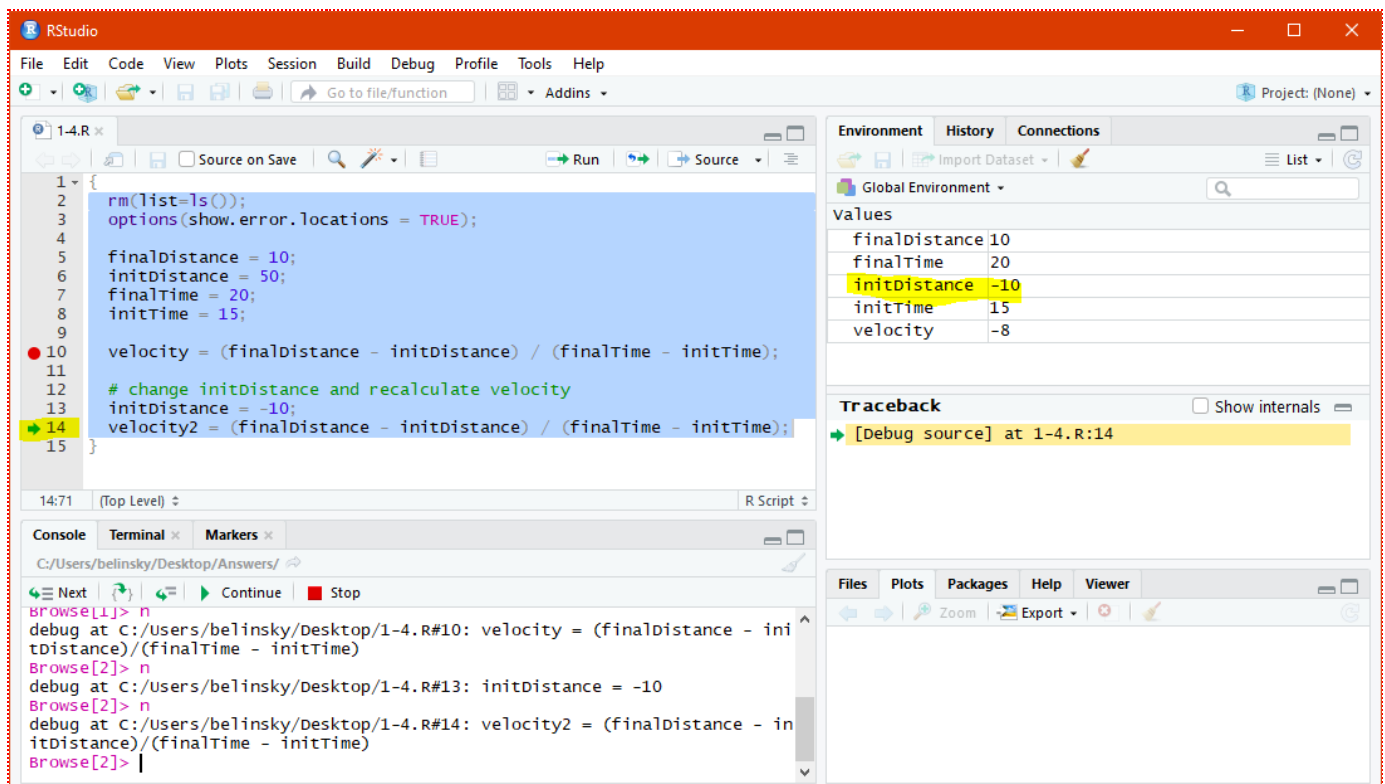 RStudio
File Edit Code View Plots Session Build Debug Profile Tools Help
Go to file/function Addins Project: (None)
1-4.R
Source on Save Run Source
1 {
2 rm(list=ls());
3 options(show.error.locations = TRUE);
4
5 finalDistance = 10;
6 initDistance = 50;
7 finalTime = 20;
8 initTime = 15;
9
10 velocity = (finalDistance - initDistance) / (finalTime - initTime);
11
12 # change initDistance and recalculate velocity
13 initDistance = -10;
14 velocity2 = (finalDistance - initDistance) / (finalTime - initTime);
15 }
14:71 (Top Level) R Script
Console Terminal Markers
C:/Users/belinsky/Desktop/Answers/
Next Continue Stop
Browse[1]> n
debug at C:/Users/belinsky/Desktop/1-4.R#10: velocity = (finalDistance - ini
tDistance)/(finalTime - initTime)
Browse[2]> n
debug at C:/Users/belinsky/Desktop/1-4.R#13: initDistance = -10
Browse[2]> n
debug at C:/Users/belinsky/Desktop/1-4.R#14: velocity2 = (finalDistance - in
itDistance)/(finalTime - initTime)
Browse[2]>
Environment History Connections
Import Dataset List
Global Environment
Values
finalDistance 10
finalTime 20
initDistance -10
initTime 15
velocity -8
Traceback Show internals
[Debug source] at 1-4.R:14
Files Plots Packages Help Viewer
Zoom Export